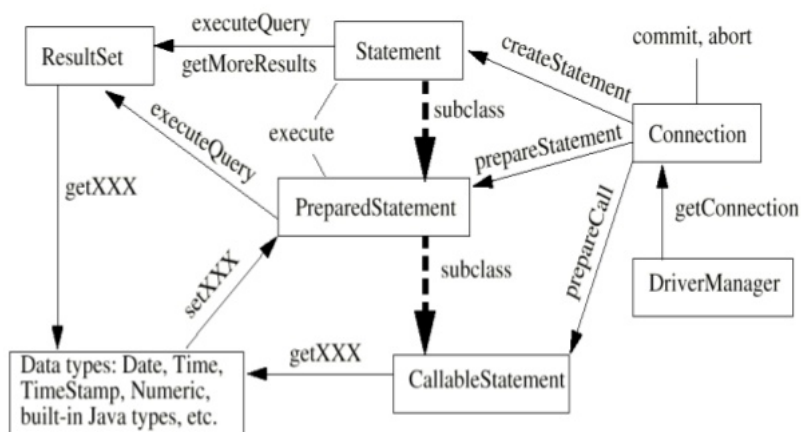 executeQuery
ResultSet
getMoreResults
Statement
createStatement
commit, abort
executeQuery
execute
subclass
prepareStatement
Connection
getXXX
PreparedStatement
prepareCall
getConnection
setXXX
subclass
DriverManager
Data types: Date, Time,
TimeStamp, Numeric,
built-in Java types, etc.
getXXX
CallableStatement